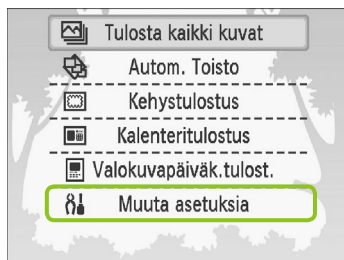 Tulosta kaikki kuvat
Autom. Toisto
Kehystulostus
Kalenteritulostus
Valokuvapäiväk.tulost.
Muuta asetuksia